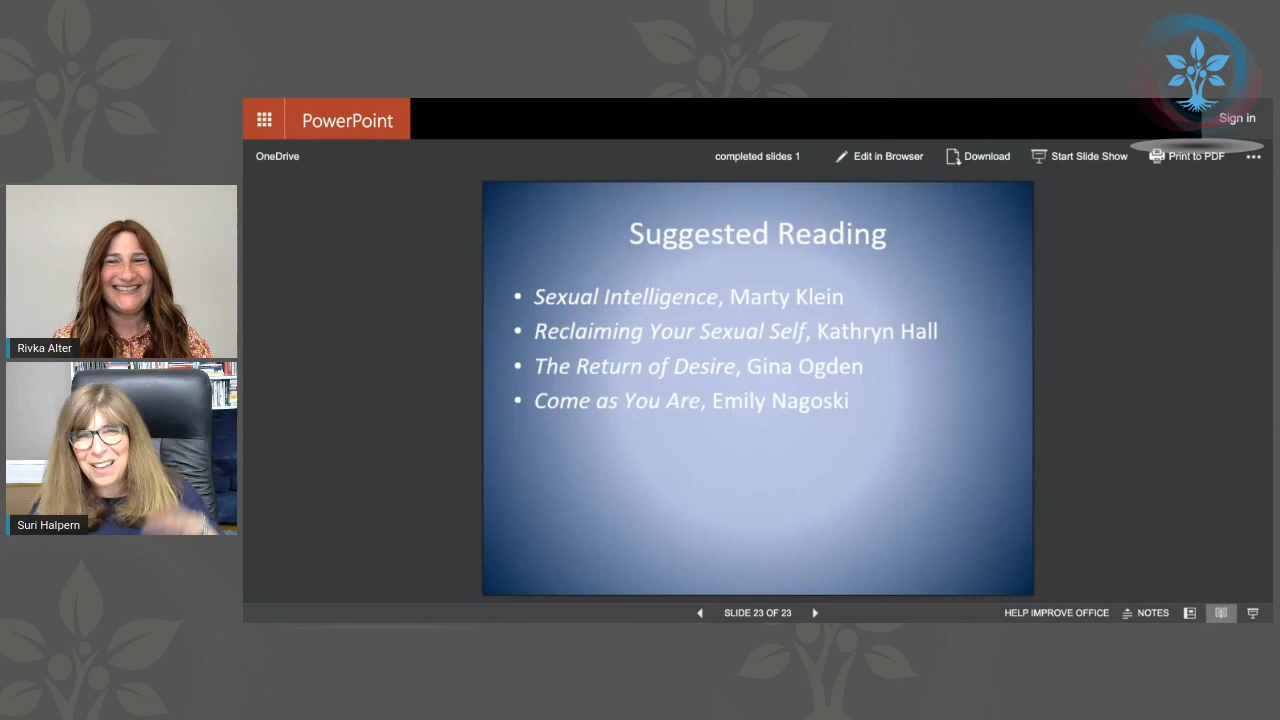 PowerPoint
Sign in
OneDrive
completed slides 1
Edit in Browser
Download
Start Slide Show
Print to PDF
Suggested Reading
• Sexual Intelligence, Marty Klein
• Reclaiming Your Sexual Self, Kathryn Hall
• The Return of Desire, Gina Ogden
• Come as You Are, Emily Nagoski
Rivka Alter
Suri Halpern
SLIDE 23 OF 23
HELP IMPROVE OFFICE
NOTES